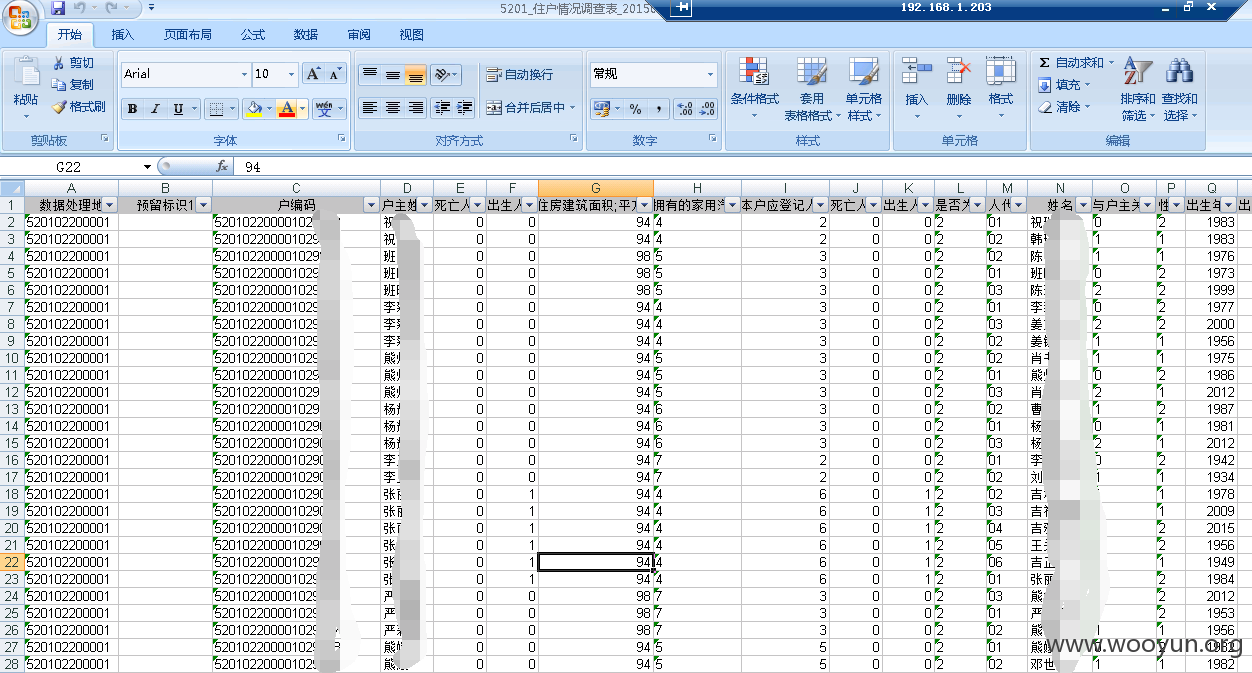 5201_住户情况调查表_2015
192.168.1.203
开始 插入 页面布局 公式 数据 审阅 视图
粘贴 剪切 复制 格式刷 剪贴板
Arial 10 B I U A wén 变 字体
自动换行 合并后居中 对齐方式
常规 % , 数字
条件格式 套用表格格式 单元格样式 样式
插入 删除 格式 单元格
Σ 自动求和 填充 清除 排序和筛选 查找和选择 编辑
G22 fx 94
A B C D E F G H I J K L M N O P Q
1 数据处理地 预留标识1 户编码 户主姓 死亡人 出生人 住房建筑面积;平方 拥有的家用汽 本户应登记人 死亡人 出生人 是否为 人代 姓名 与户主关 性 出生年 出
2 520102200001 52010220000102 祝 0 0 94 4 2 0 0 2 01 祝 0 2 1983
3 520102200001 520102200001029 祝 0 0 94 4 2 0 0 2 02 韩 1 1 1983
4 520102200001 520102200001029 班 0 0 98 5 3 0 0 2 02 陈 1 1 1976
5 520102200001 520102200001029 班 0 0 98 5 3 0 0 2 01 班 0 2 1973
6 520102200001 520102200001029 班 0 0 98 5 3 0 0 2 03 陈 2 2 1999
7 520102200001 520102200001029 李 0 0 94 4 3 0 0 2 01 李 0 2 1977
8 520102200001 520102200001029 李 0 0 94 4 3 0 0 2 03 姜 2 2 2000
9 520102200001 520102200001029 李 0 0 94 4 3 0 0 2 02 姜 1 1 1956
10 520102200001 520102200001029 熊 0 0 94 5 3 0 0 2 02 肖 1 1 1975
11 520102200001 520102200001029 熊 0 0 94 5 3 0 0 2 01 熊 0 2 1986
12 520102200001 520102200001029 熊 0 0 94 5 3 0 0 2 03 肖 2 1 2012
13 520102200001 520102200001029 杨 0 0 94 6 3 0 0 2 02 曹 1 2 1987
14 520102200001 5201022000010290 杨 0 0 94 6 3 0 0 2 01 杨 0 1 1981
15 520102200001 5201022000010290 杨 0 0 94 6 3 0 0 2 03 杨 2 1 2012
16 520102200001 5201022000010290 李 0 0 94 7 2 0 0 2 01 李 0 2 1942
17 520102200001 5201022000010290 李 0 0 94 7 2 0 0 2 02 刘 1 1934
18 520102200001 5201022000010290 张 0 1 94 4 6 0 1 2 02 吉 1 1978
19 520102200001 5201022000010290 张 0 1 94 4 6 0 1 2 03 吉 1 2009
20 520102200001 5201022000010290 张 0 1 94 4 6 0 1 2 04 吉 2 2015
21 520102200001 520102200001029 张 0 1 94 4 6 0 1 2 05 王 2 1956
22 520102200001 520102200001029 张 0 1 94 4 6 0 1 2 06 吉正 1 1949
23 520102200001 520102200001029 张 0 1 94 4 6 0 1 2 01 张丽 2 1984
24 520102200001 520102200001029 严 0 0 98 7 3 0 0 2 03 熊 2 2012
25 520102200001 520102200001029 严 0 0 98 7 3 0 0 2 01 严 2 1953
26 520102200001 520102200001029 严 0 0 98 7 3 0 0 2 02 熊 1 1956
27 520102200001 520102200001029 熊 0 0 94 5 5 0 0 2 01 熊
28 520102200001 520102200001029 熊 0 0 94 5 5 0 0 2 02 邓世 1 1 1982
www.wooyun.org